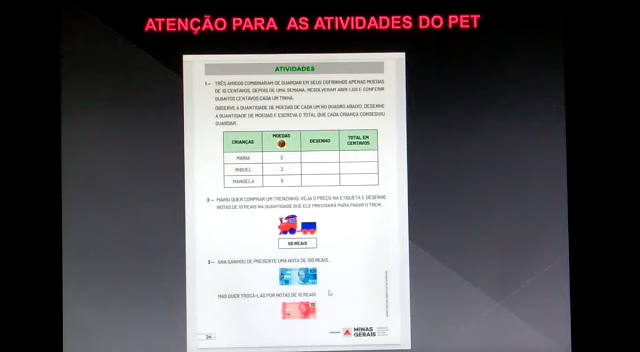 ATENÇÃO PARA AS ATIVIDADES DO PET
ATIVIDADES
1 – TRÊS AMIGOS COMBINARAM DE GUARDAR EM SEUS COFRINHOS APENAS MOEDAS
DE 10 CENTAVOS. DEPOIS DE UMA SEMANA, RESOLVERAM ABRI-LOS E CONFERIR
QUANTOS CENTAVOS CADA UM TINHA.
OBSERVE A QUANTIDADE DE MOEDAS DE CADA UM NO QUADRO ABAIXO, DESENHE
A QUANTIDADE DE MOEDAS E ESCREVA O TOTAL QUE CADA CRIANÇA CONSEGUIU
GUARDAR.
CRIANÇAS MOEDAS DESENHO TOTAL EM CENTAVOS
MARIA 2
MIGUEL 3
MANOELA 5
2 – MÁRIO QUER COMPRAR UM TRENZINHO. VEJA O PREÇO NA ETIQUETA E DESENHE
NOTAS DE 10 REAIS NA QUANTIDADE QUE ELE PRECISARÁ PARA PAGAR O TREM.
50 REAIS
3 – ANA GANHOU DE PRESENTE UMA NOTA DE 100 REAIS.
MAS QUER TROCÁ-LAS POR NOTAS DE 10 REAIS
24
MINAS
GERAIS